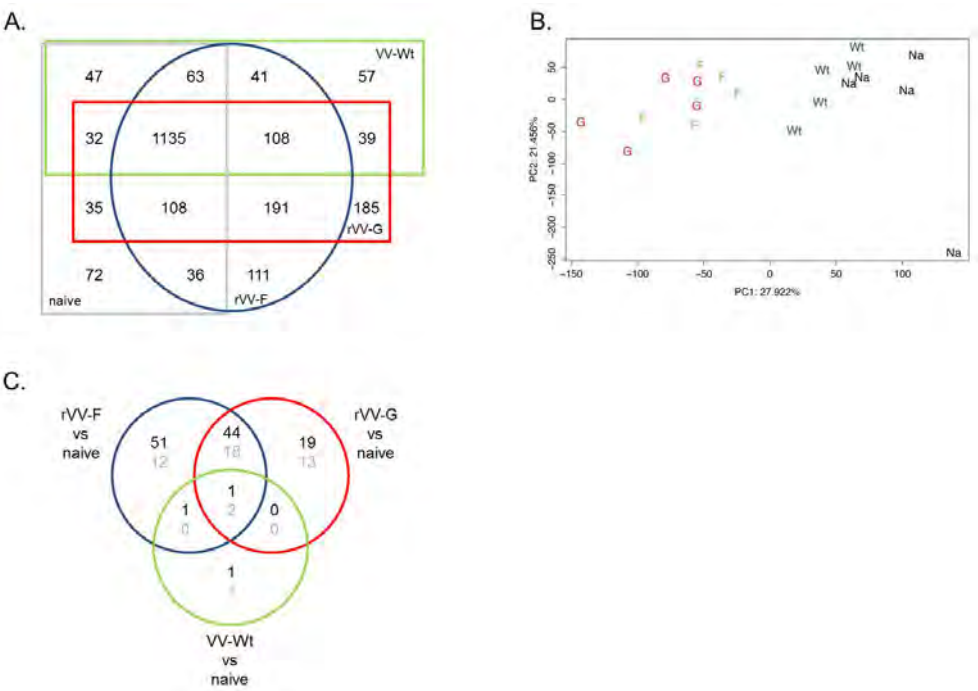 A.
VV-Wt
47 63 41 57
32 1135 108 39
35 108 191 185
rVV-G
72 36 111
naive rVV-F
B.
PC2: 21.456%
50
0
-50
-100
-150
-200
-250
Wt
Na
F Wt Wt
G G F Na Na Na
G F Wt
G F
F Wt
G
Na
-150 -100 -50 0 50 100
PC1: 27.922%
C.
rVV-F
vs
naive
rVV-G
vs
naive
51 44 19
12 18 13
1 1 0
0 2 0
1
VV-Wt
vs
naive